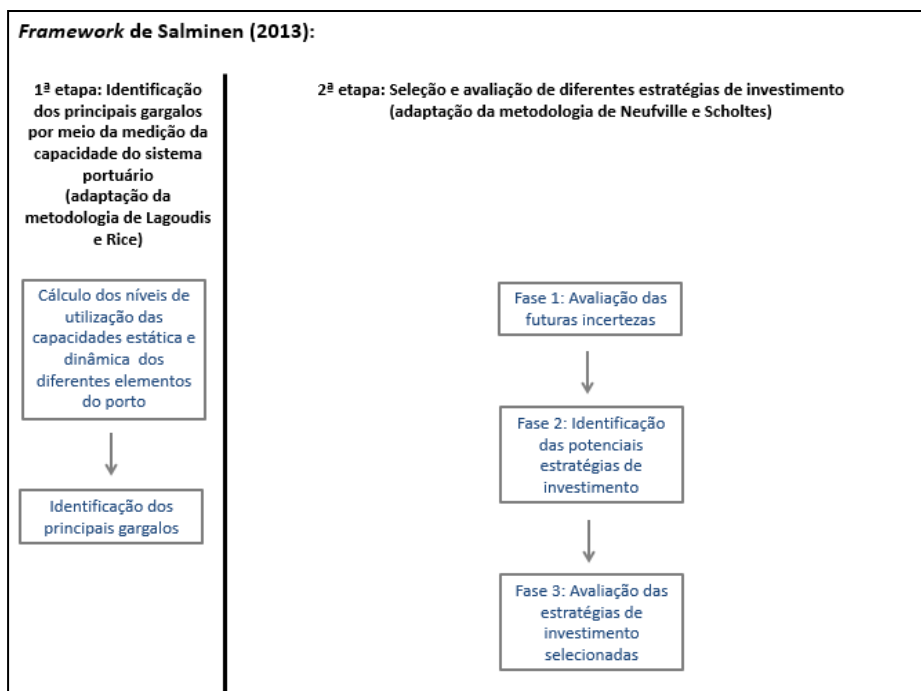 Framework de Salminen (2013):
1ª etapa: Identificação
dos principais gargalos
por meio da medição da
capacidade do sistema
portuário
(adaptação da
metodologia de Lagoudis
e Rice)
Cálculo dos níveis de
utilização das
capacidades estática e
dinâmica dos
diferentes elementos
do porto
Identificação dos
principais gargalos
2ª etapa: Seleção e avaliação de diferentes estratégias de investimento
(adaptação da metodologia de Neufville e Scholtes)
Fase 1: Avaliação das
futuras incertezas
Fase 2: Identificação
das potenciais
estratégias de
investimento
Fase 3: Avaliação das
estratégias de
investimento
selecionadas